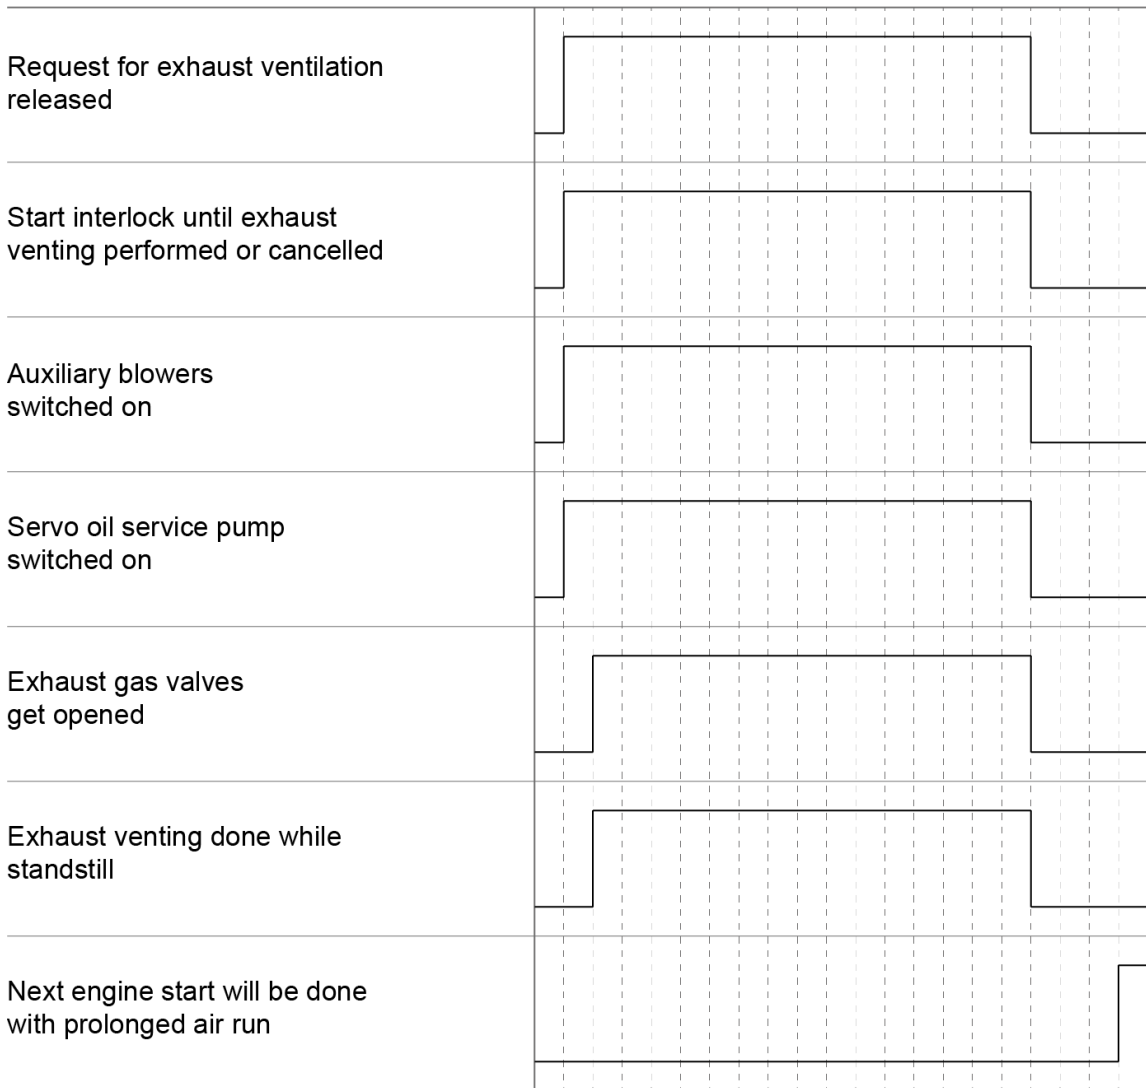 Request for exhaust ventilation
released
Start interlock until exhaust
venting performed or cancelled
Auxiliary blowers
switched on
Servo oil service pump
switched on
Exhaust gas valves
get opened
Exhaust venting done while
standstill
Next engine start will be done
with prolonged air run